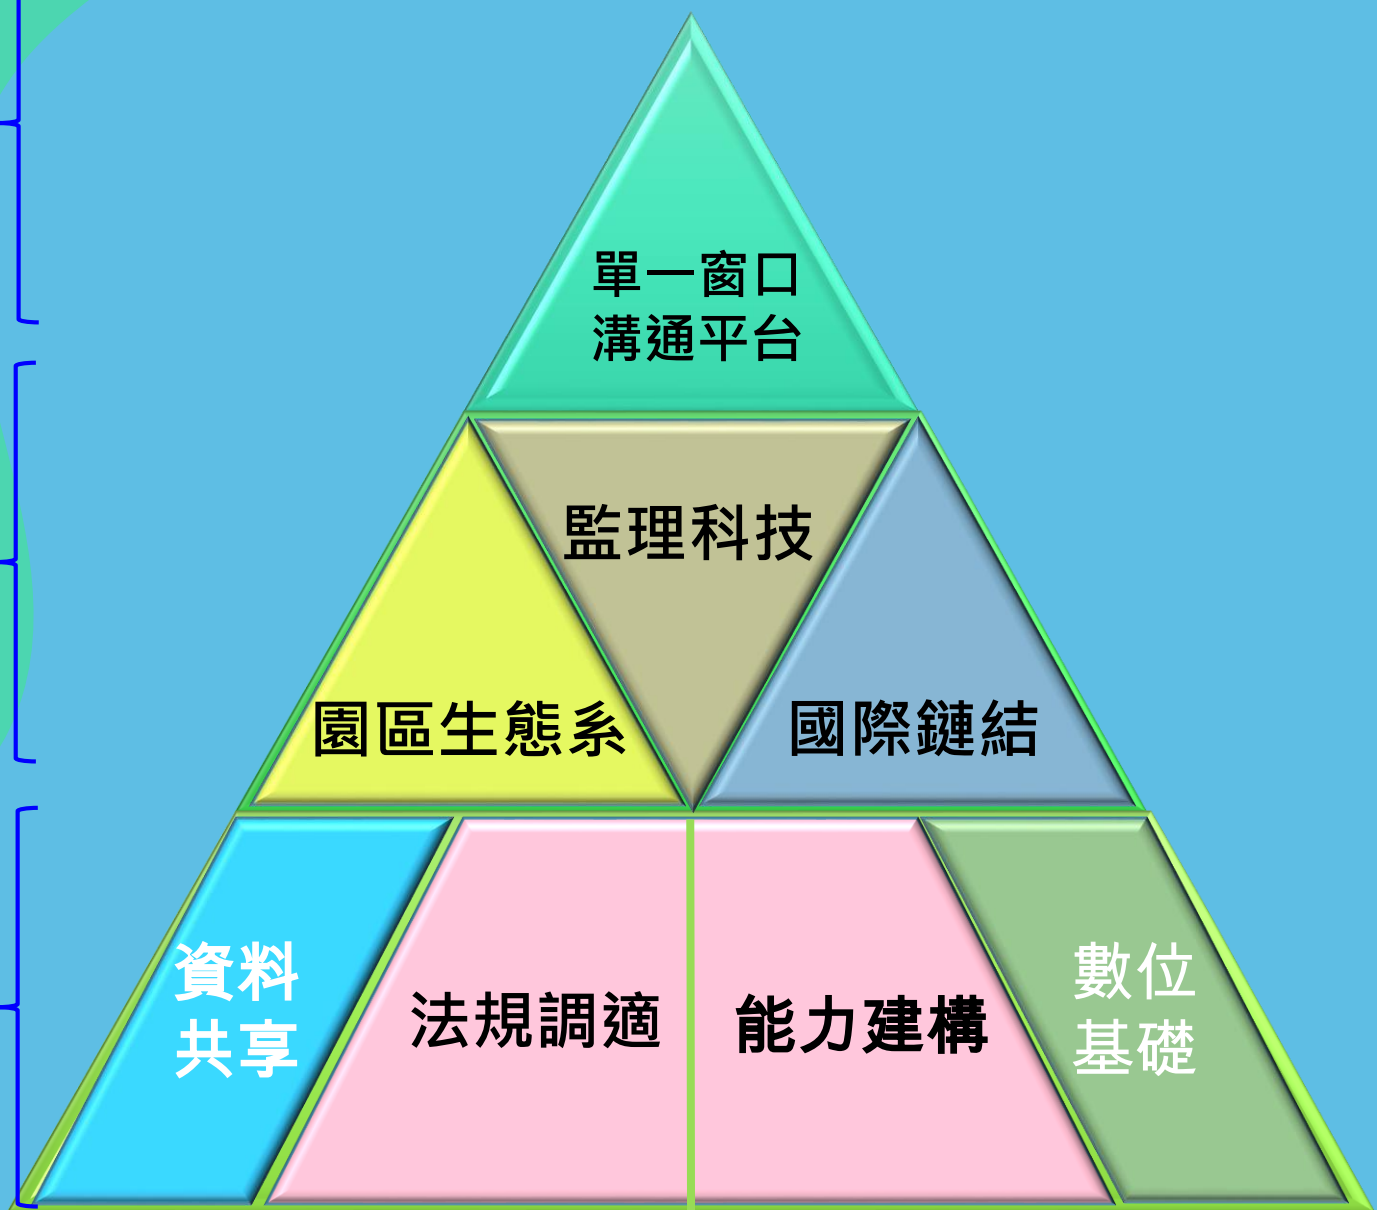 單一窗口
溝通平台
監理科技
園區生態系
國際鏈結
資料
共享
法規調適
能力建構
數位
基礎